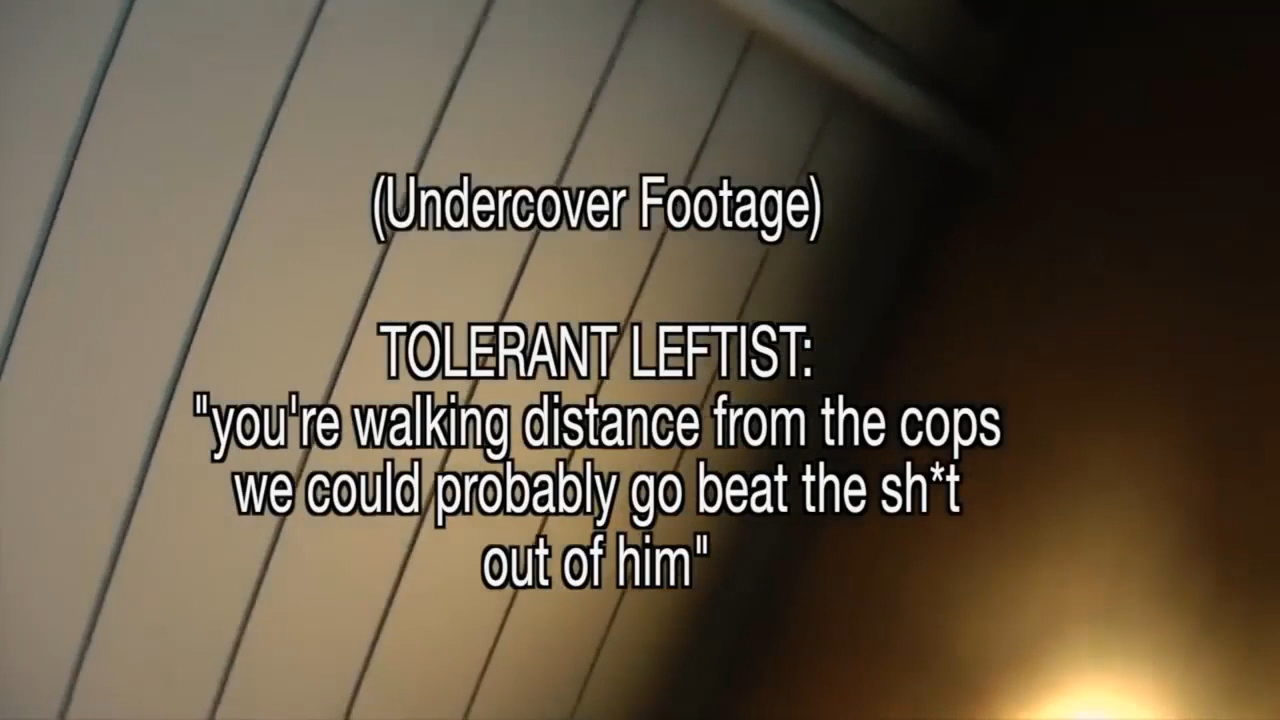 (Undercover Footage)
TOLERANT LEFTIST:
"you're walking distance from the cops
we could probably go beat the sh*t
out of him"